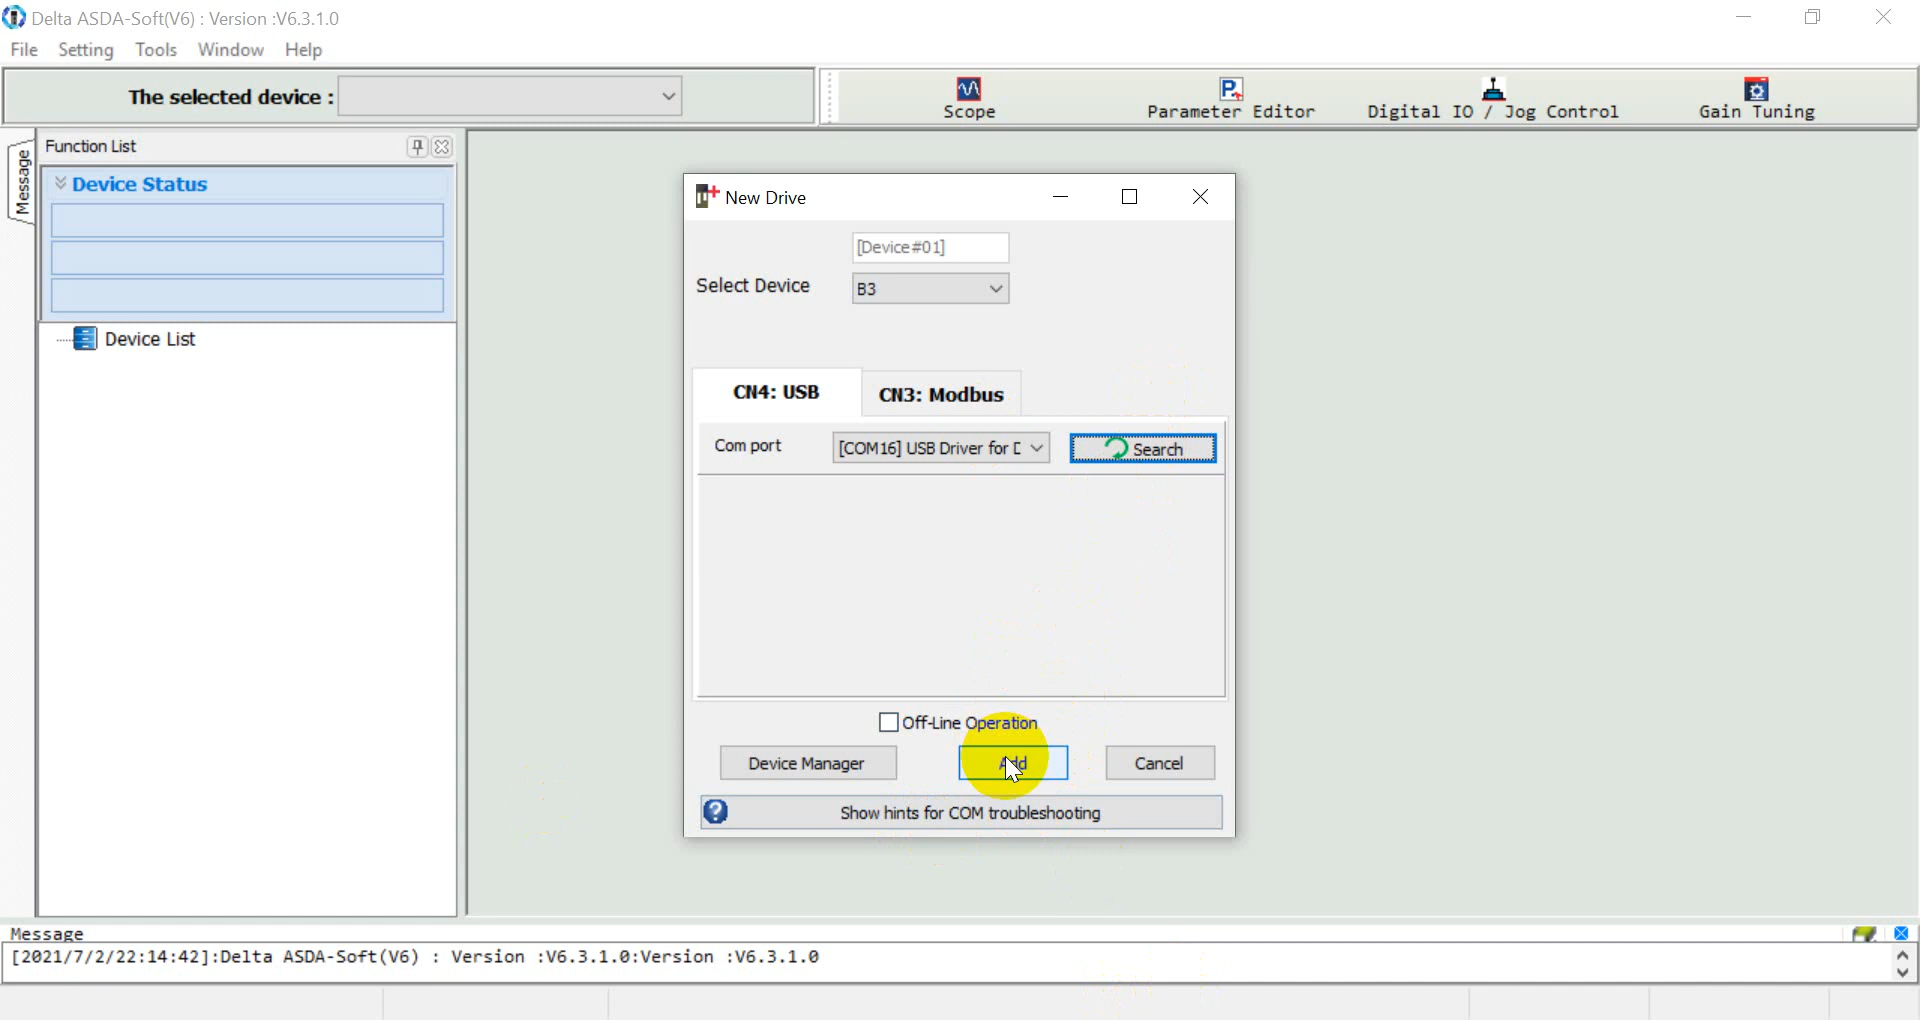 Delta ASDA-Soft(V6) : Version :V6.3.1.0
File Setting Tools Window Help
The selected device :
Scope
Parameter Editor
Digital IO / Jog Control
Gain Tuning
Message
Function List
Device Status
Device List
New Drive
[Device#01]
Select Device B3
CN4: USB CN3: Modbus
Com port [COM16] USB Driver for D Search
Off-Line Operation
Device Manager Add Cancel
Show hints for COM troubleshooting
Message
[2021/7/2/22:14:42]:Delta ASDA-Soft(V6) : Version :V6.3.1.0:Version :V6.3.1.0